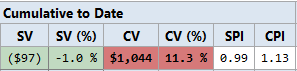 Cumulative to Date
SV SV (%) CV CV (%) SPI CPI
($97) -1.0 % $1,044 11.3 % 0.99 1.13